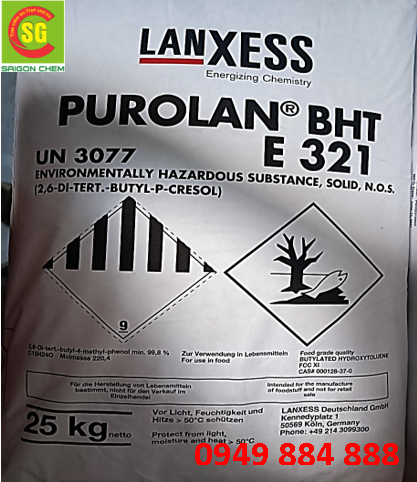 SG
SAIGON CHEM
LANXESS
Energizing Chemistry
PUROLAN® BHT
E 321
UN 3077
ENVIRONMENTALLY HAZARDOUS SUBSTANCE, SOLID, N.O.S.
(2,6-DI-TERT.-BUTYL-P-CRESOL)
9
2,6-Di-tert.-butyl-4-methyl-phenol min. 99,8 %
C15H24O Molmasse 220,4
Zur Verwendung in Lebensmitteln
For use in food
Food grade quality
BUTYLATED HYDROXYTOLUENE
FCC XI
CAS# 000128-37-0
Für die Herstellung von Lebensmitteln
bestimmt, nicht für den Verkauf im
Einzelhandel
Intended for the manufacture
of foodstuff and not for retail
sale
25 kg netto
Vor Licht, Feuchtigkeit und
Hitze > 50°C schützen
Protect from light,
moisture and heat > 50°C
LANXESS Deutschland GmbH
Kennedyplatz 1
50569 Köln, Germany
Phone: +49 214 3099300
0949 884 888